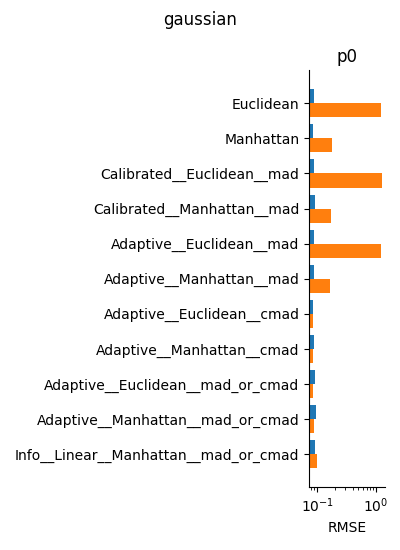 gaussian
p0
Euclidean
Manhattan
Calibrated__Euclidean__mad
Calibrated__Manhattan__mad
Adaptive__Euclidean__mad
Adaptive__Manhattan__mad
Adaptive__Euclidean__cmad
Adaptive__Manhattan__cmad
Adaptive__Euclidean__mad_or_cmad
Adaptive__Manhattan__mad_or_cmad
Info__Linear__Manhattan__mad_or_cmad
10⁻¹ 10⁰
RMSE